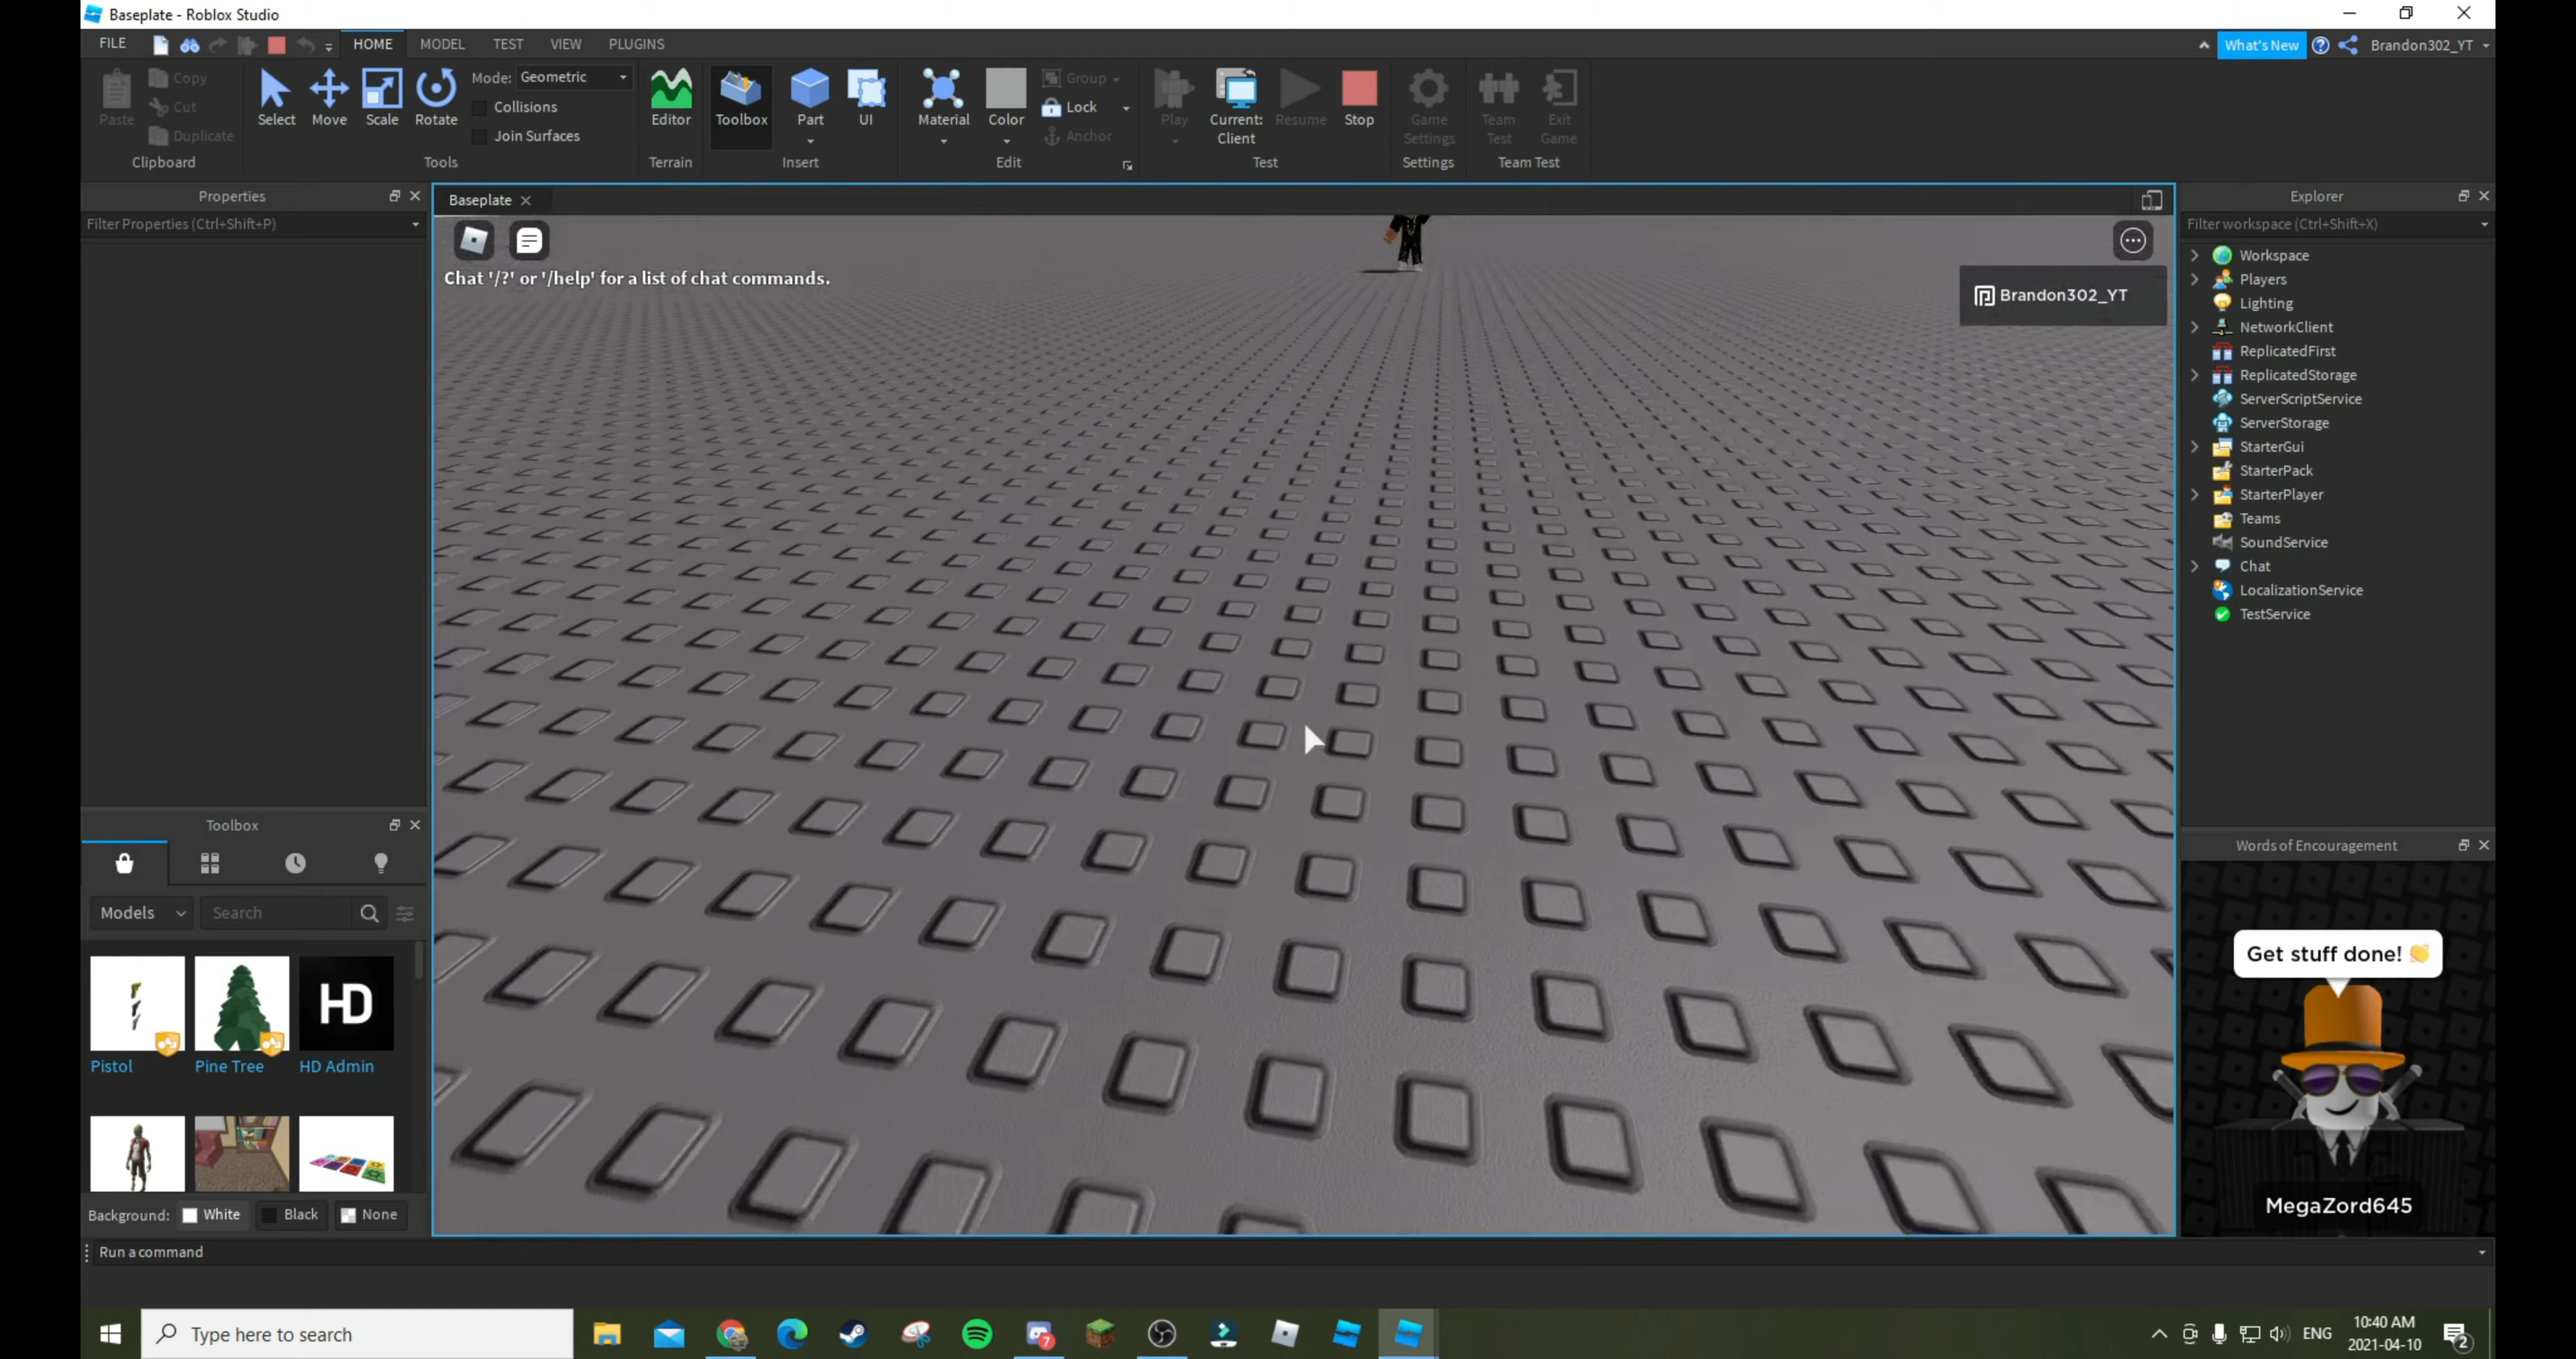 Baseplate - Roblox Studio
FILE
HOME
MODEL
TEST
VIEW
PLUGINS
What's New
Brandon302_YT
Paste
Copy
Cut
Duplicate
Clipboard
Select
Move
Scale
Rotate
Mode: Geometric
Collisions
Join Surfaces
Tools
Editor
Terrain
Toolbox
Part
UI
Insert
Material
Color
Group
Lock
Anchor
Edit
Play
Current:
Client
Resume
Stop
Test
Game
Settings
Settings
Team
Test
Exit
Game
Team Test
Properties
Filter Properties (Ctrl+Shift+P)
Baseplate
Chat '/?' or '/help' for a list of chat commands.
Brandon302_YT
Explorer
Filter workspace (Ctrl+Shift+X)
Workspace
Players
Lighting
NetworkClient
ReplicatedFirst
ReplicatedStorage
ServerScriptService
ServerStorage
StarterGui
StarterPack
StarterPlayer
Teams
SoundService
Chat
LocalizationService
TestService
Toolbox
Models
Search
HD
Pistol
Pine Tree
HD Admin
Background: White Black None
Words of Encouragement
Get stuff done!
MegaZord645
Run a command
Type here to search
7
ENG
10:40 AM
2021-04-10
2